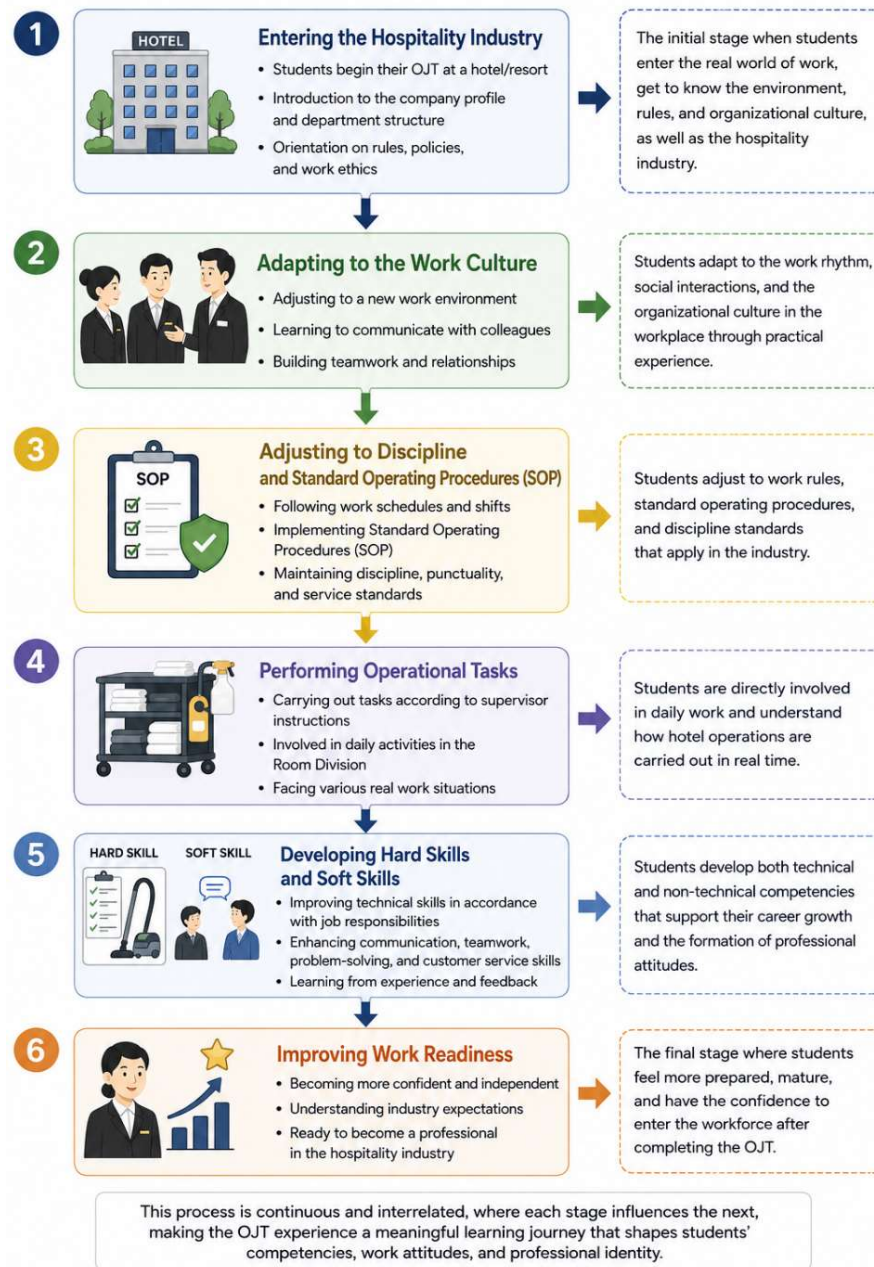 1
HOTEL
Entering the Hospitality Industry
• Students begin their OJT at a hotel/resort
• Introduction to the company profile
and department structure
• Orientation on rules, policies,
and work ethics
The initial stage when students
enter the real world of work,
get to know the environment,
rules, and organizational culture,
as well as the hospitality
industry.
2
Adapting to the Work Culture
• Adjusting to a new work environment
• Learning to communicate with colleagues
• Building teamwork and relationships
Students adapt to the work rhythm,
social interactions, and the
organizational culture in the
workplace through practical
experience.
3
SOP
Adjusting to Discipline
and Standard Operating Procedures (SOP)
• Following work schedules and shifts
• Implementing Standard Operating
Procedures (SOP)
• Maintaining discipline, punctuality,
and service standards
Students adjust to work rules,
standard operating procedures,
and discipline standards
that apply in the industry.
4
Performing Operational Tasks
• Carrying out tasks according to supervisor
instructions
• Involved in daily activities in the
Room Division
• Facing various real work situations
Students are directly involved
in daily work and understand
how hotel operations are
carried out in real time.
5
HARD SKILL
SOFT SKILL
Developing Hard Skills
and Soft Skills
• Improving technical skills in accordance
with job responsibilities
• Enhancing communication, teamwork,
problem-solving, and customer service skills
• Learning from experience and feedback
Students develop both technical
and non-technical competencies
that support their career growth
and the formation of professional
attitudes.
6
Improving Work Readiness
• Becoming more confident and independent
• Understanding industry expectations
• Ready to become a professional
in the hospitality industry
The final stage where students
feel more prepared, mature,
and have the confidence to
enter the workforce after
completing the OJT.
This process is continuous and interrelated, where each stage influences the next,
making the OJT experience a meaningful learning journey that shapes students'
competencies, work attitudes, and professional identity.